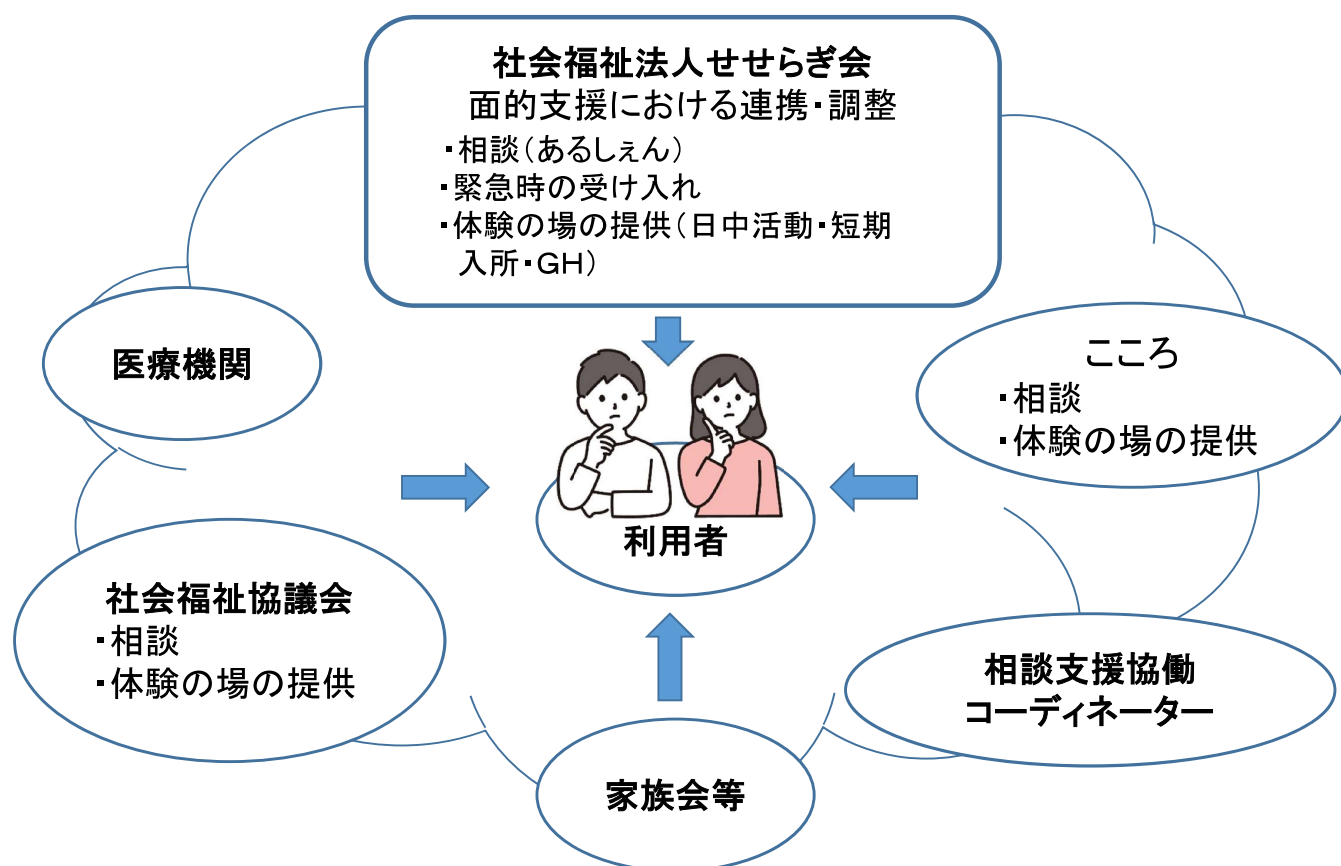 社会福祉法人せせらぎ会
面的支援における連携・調整
・相談(あるしぇん)
・緊急時の受け入れ
・体験の場の提供(日中活動・短期
入所・GH)
医療機関
こころ
・相談
・体験の場の提供
利用者
社会福祉協議会
・相談
・体験の場の提供
相談支援協働
コーディネーター
家族会等